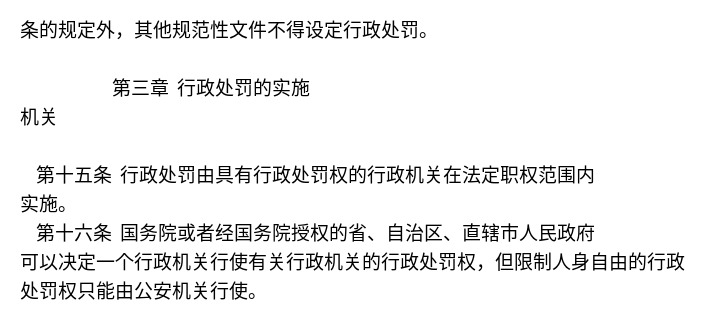 条的规定外，其他规范性文件不得设定行政处罚。
第三章 行政处罚的实施
机关
第十五条 行政处罚由具有行政处罚权的行政机关在法定职权范围内
实施。
第十六条 国务院或者经国务院授权的省、自治区、直辖市人民政府
可以决定一个行政机关行使有关行政机关的行政处罚权，但限制人身自由的行政
处罚权只能由公安机关行使。